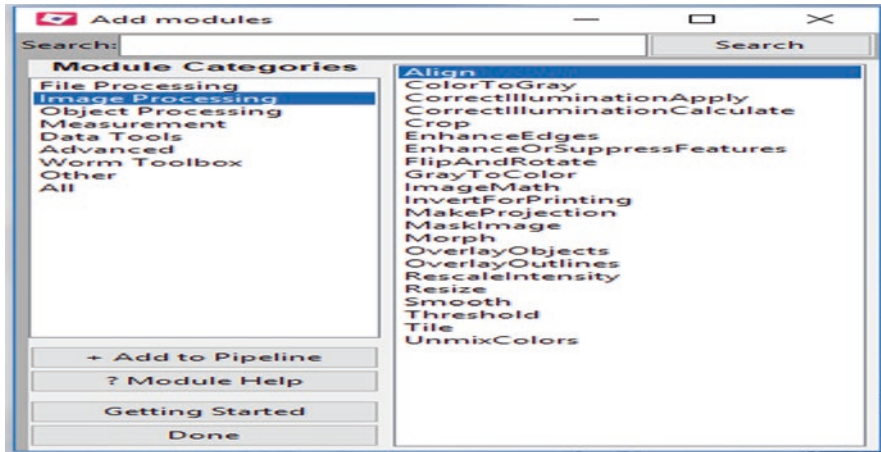 Add modules
Search:
Search
Module Categories
File Processing
Image Processing
Object Processing
Measurement
Data Tools
Advanced
Worm Toolbox
Other
All
+ Add to Pipeline
? Module Help
Getting Started
Done
Align
ColorToGray
CorrectIlluminationApply
CorrectIlluminationCalculate
Crop
EnhanceEdges
EnhanceOrSuppressFeatures
FlipAndRotate
GrayToColor
ImageMath
InvertForPrinting
MakeProjection
MaskImage
Morph
OverlayObjects
OverlayOutlines
RescaleIntensity
Resize
Smooth
Threshold
Tile
UnmixColors